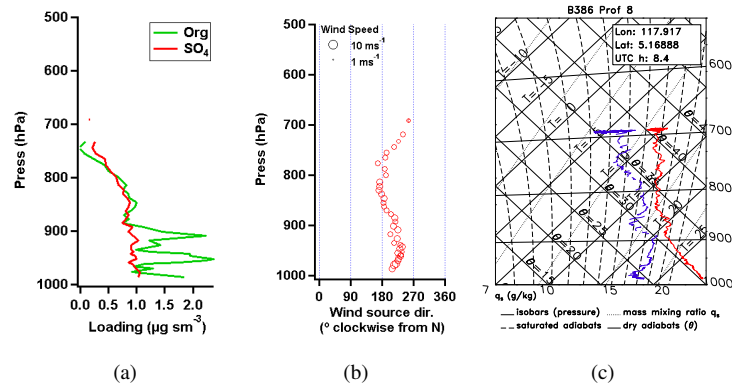 500
600
700
800
900
1000
Press (hPa)
Org
SO4
0.0
0.5
1.0
1.5
2.0
Loading (µg sm⁻³)
(a)
500
600
700
800
900
1000
Press (hPa)
Wind Speed
10 ms⁻¹
1 ms⁻¹
0
90
180
270
360
Wind source dir.
(º clockwise from N)
(b)
B386 Prof 8
Lon: 117.917
Lat: 5.16888
UTC h: 8.4
600
700
800
900
1000
7
10
15
20
qs (g/kg)
isobars (pressure)
mass mixing ratio qs
saturated adiabats
dry adiabats (θ)
(c)